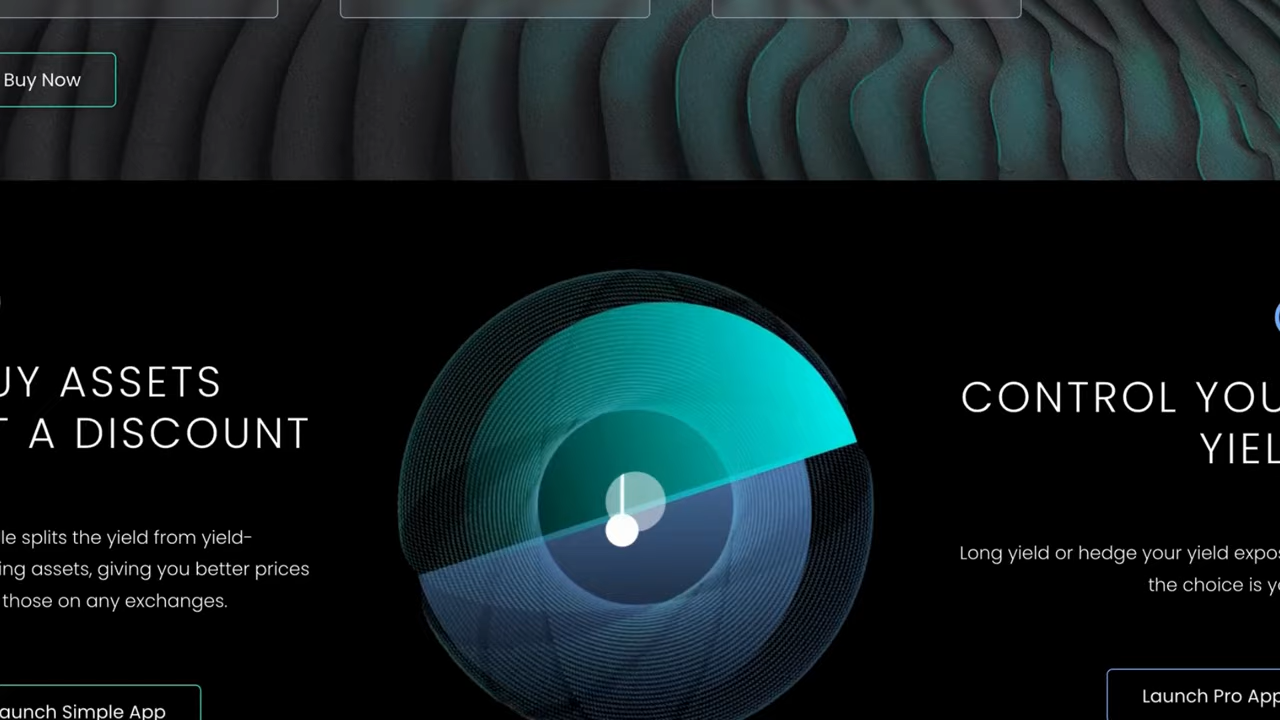 Buy Now
UY ASSETS
T A DISCOUNT
le splits the yield from yield-
ing assets, giving you better prices
those on any exchanges.
aunch Simple App
CONTROL YOU
YIEL
Long yield or hedge your yield expos
the choice is yo
Launch Pro App